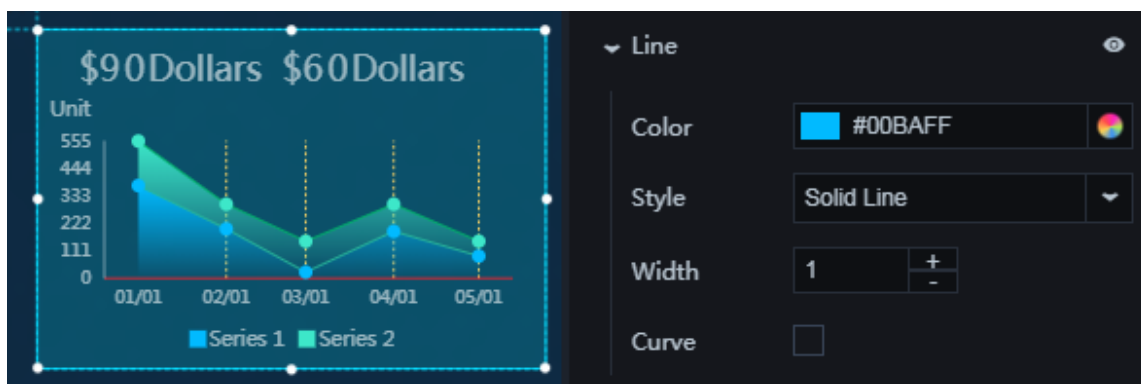 $90Dollars $60Dollars
Unit
555
444
333
222
111
0
01/01 02/01 03/01 04/01 05/01
Series 1 Series 2
Line
Color #00BAFF
Style Solid Line
Width 1 + -
Curve